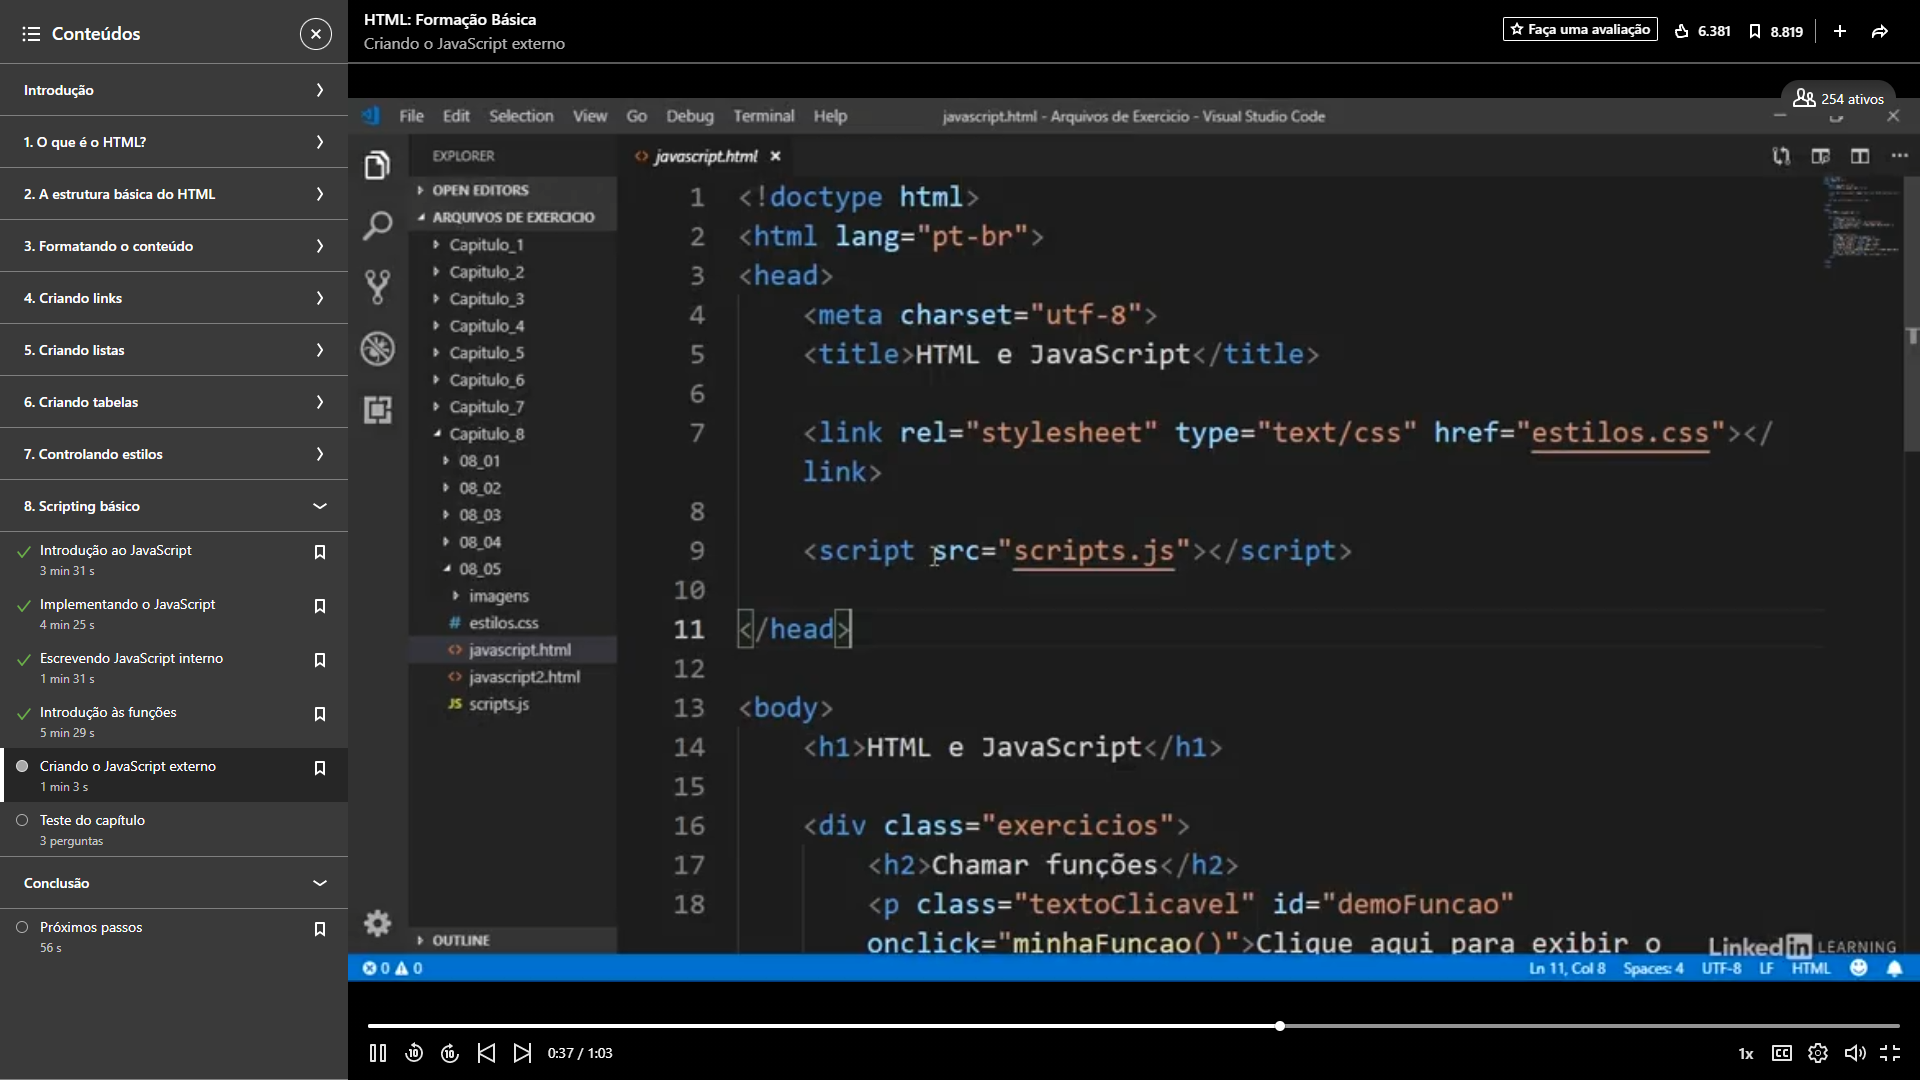 Conteúdos
Introdução
1. O que é o HTML?
2. A estrutura básica do HTML
3. Formatando o conteúdo
4. Criando links
5. Criando listas
6. Criando tabelas
7. Controlando estilos
8. Scripting básico
Introdução ao JavaScript
3 min 31 s
Implementando o JavaScript
4 min 25 s
Escrevendo JavaScript interno
1 min 31 s
Introdução às funções
5 min 29 s
Criando o JavaScript externo
1 min 3 s
Teste do capítulo
3 perguntas
Conclusão
Próximos passos
56 s
HTML: Formação Básica
Criando o JavaScript externo
Faça uma avaliação
6.381
8.819
254 ativos
File Edit Selection View Go Debug Terminal Help
javascript.html - Arquivos de Exercicio - Visual Studio Code
EXPLORER
OPEN EDITORS
ARQUIVOS DE EXERCICIO
Capitulo_1
Capitulo_2
Capitulo_3
Capitulo_4
Capitulo_5
Capitulo_6
Capitulo_7
Capitulo_8
08_01
08_02
08_03
08_04
08_05
imagens
# estilos.css
<> javascript.html
<> javascript2.html
JS scripts.js
OUTLINE
<> javascript.html
1 <!doctype html>
2 <html lang="pt-br">
3 <head>
4 <meta charset="utf-8">
5 <title>HTML e JavaScript</title>
6
7 <link rel="stylesheet" type="text/css" href="estilos.css"></
link>
8
9 <script src="scripts.js"></script>
10
11 </head>
12
13 <body>
14 <h1>HTML e JavaScript</h1>
15
16 <div class="exercicios">
17 <h2>Chamar funções</h2>
18 <p class="textoClicavel" id="demoFuncao"
onclick="minhaFuncao()">Clique aqui para exibir o
Linked in LEARNING
0 0
Ln 11, Col 8 Spaces: 4 UTF-8 LF HTML
10 10 0:37 / 1:03
1x CC